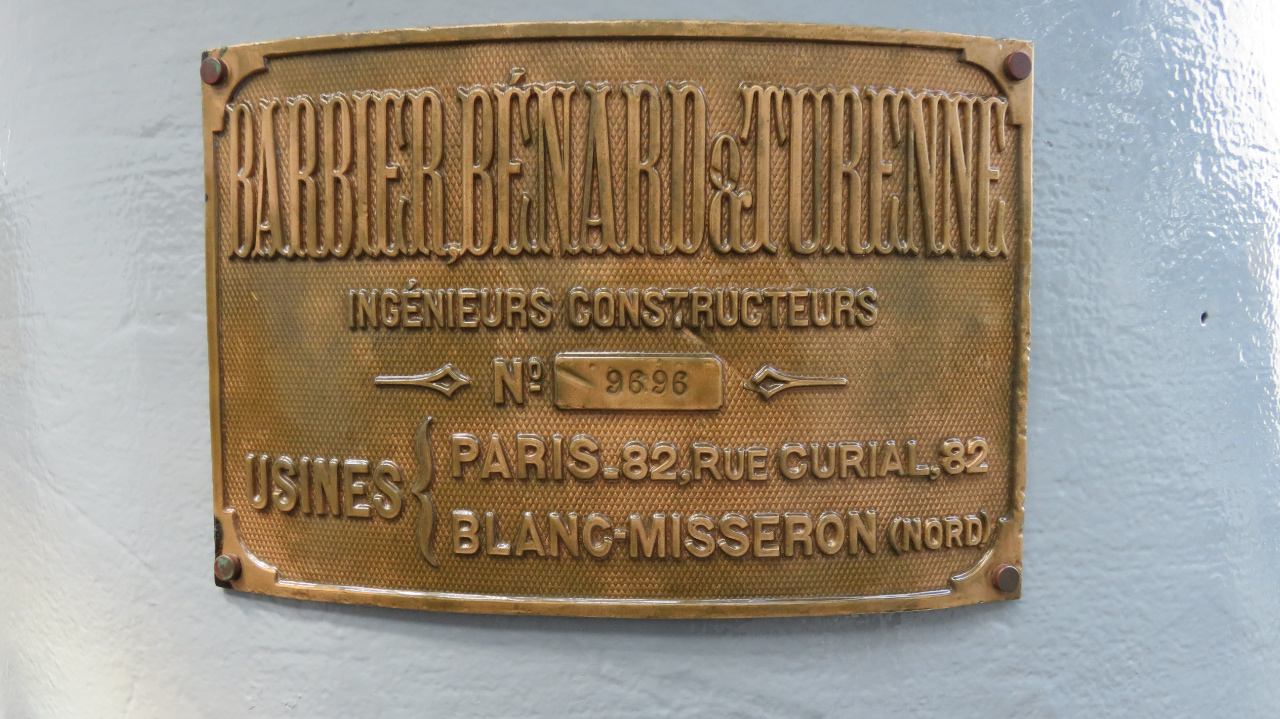 BARBIER, BÉNARD & TURENNE
INGÉNIEURS CONSTRUCTEURS
Nº 9696
USINES { PARIS-82, RUE CURIAL, 82
BLANC-MISSERON (NORD)